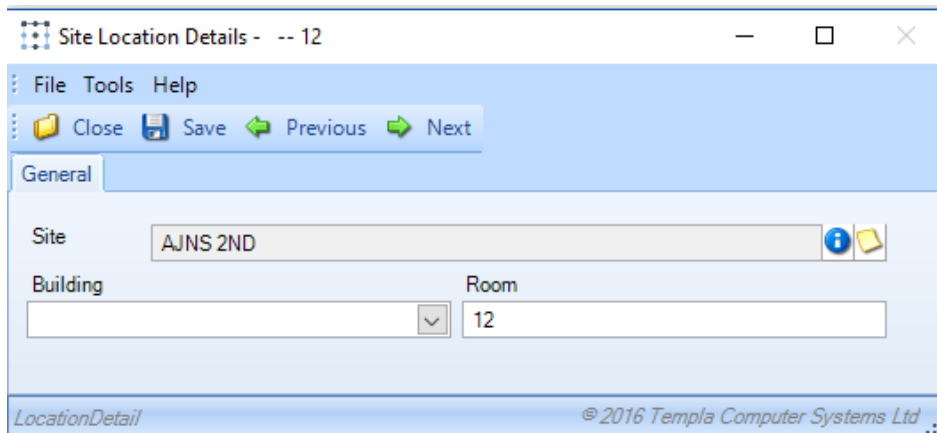 Site Location Details -  -- 12
File Tools Help
Close Save Previous Next
General
Site AJNS 2ND
Building Room
12
LocationDetail © 2016 Templa Computer Systems Ltd